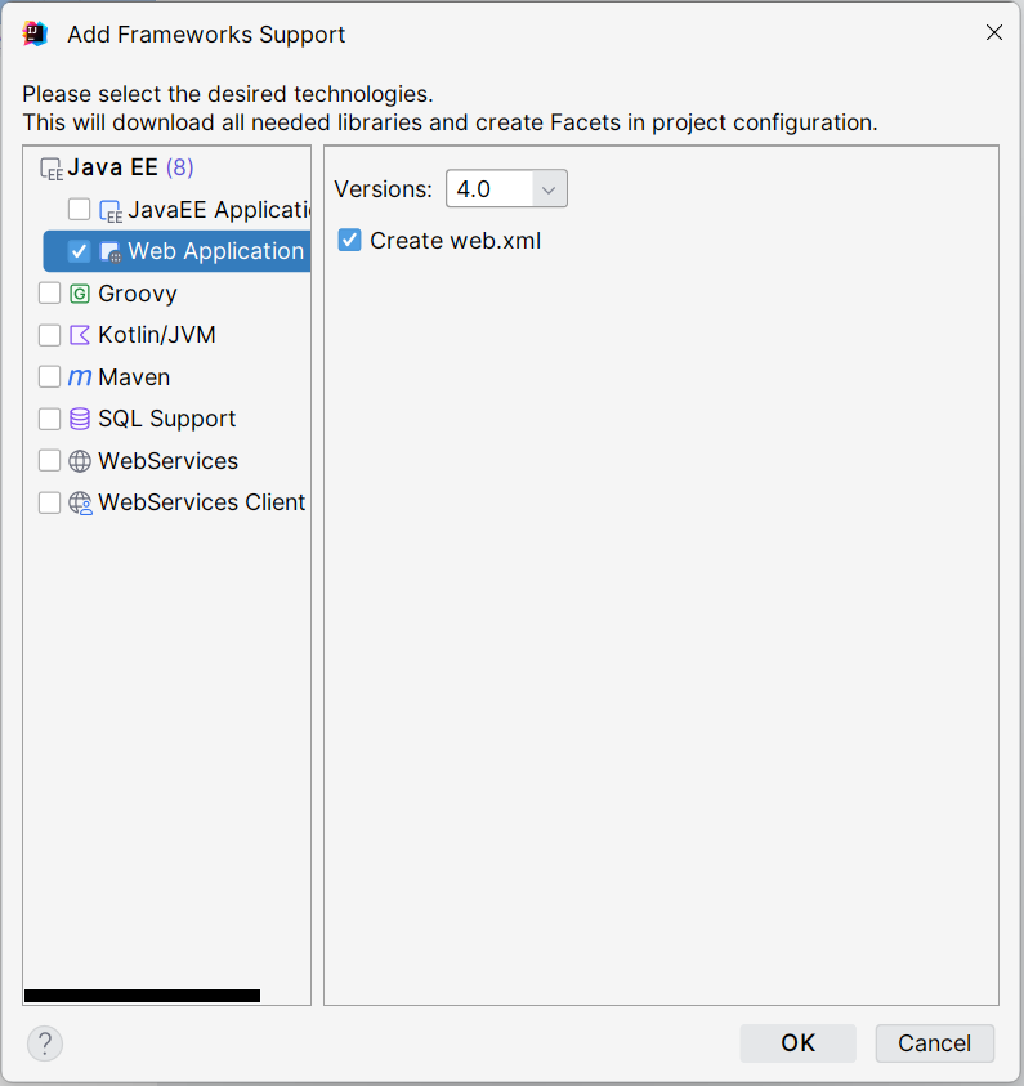 Add Frameworks Support
Please select the desired technologies.
This will download all needed libraries and create Facets in project configuration.
Java EE (8)
JavaEE Applicati
Web Application
Groovy
Kotlin/JVM
Maven
SQL Support
WebServices
WebServices Client
Versions: 4.0
Create web.xml
? OK Cancel